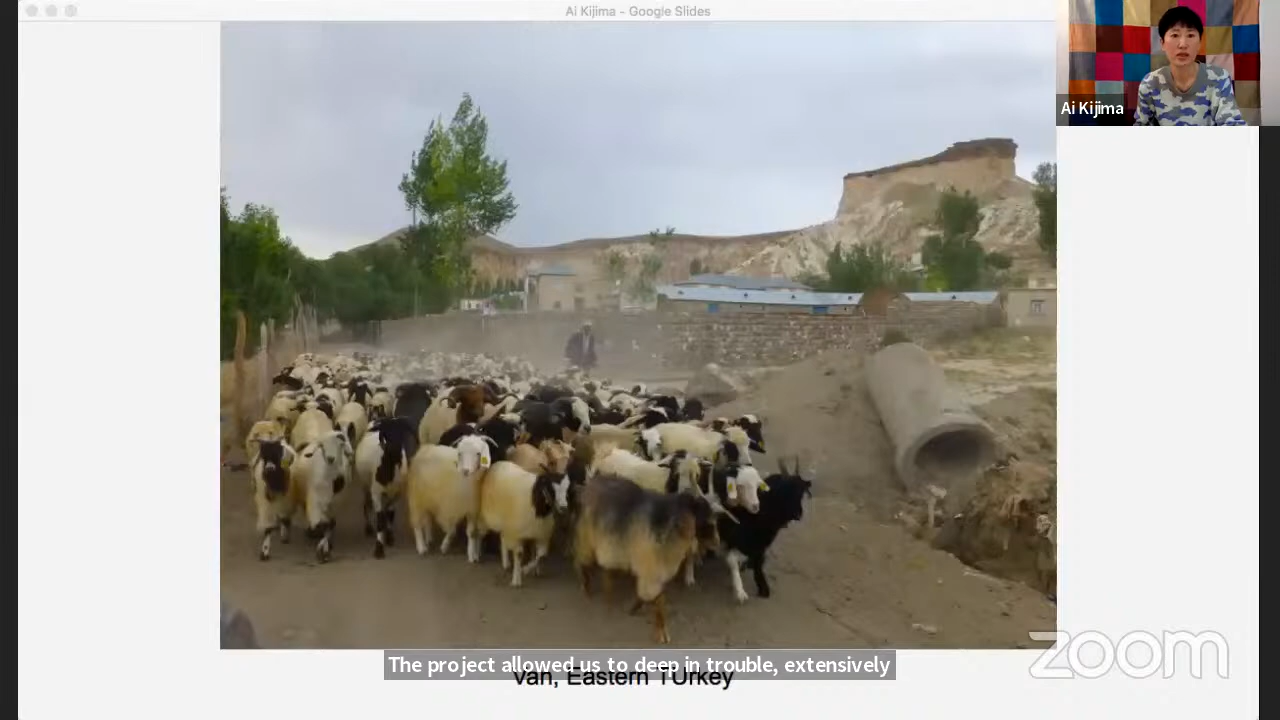 Ai Kijima - Google Slides
Ai Kijima
The project allowed us to deep in trouble, extensively
Van, Eastern TUrkey
zoom